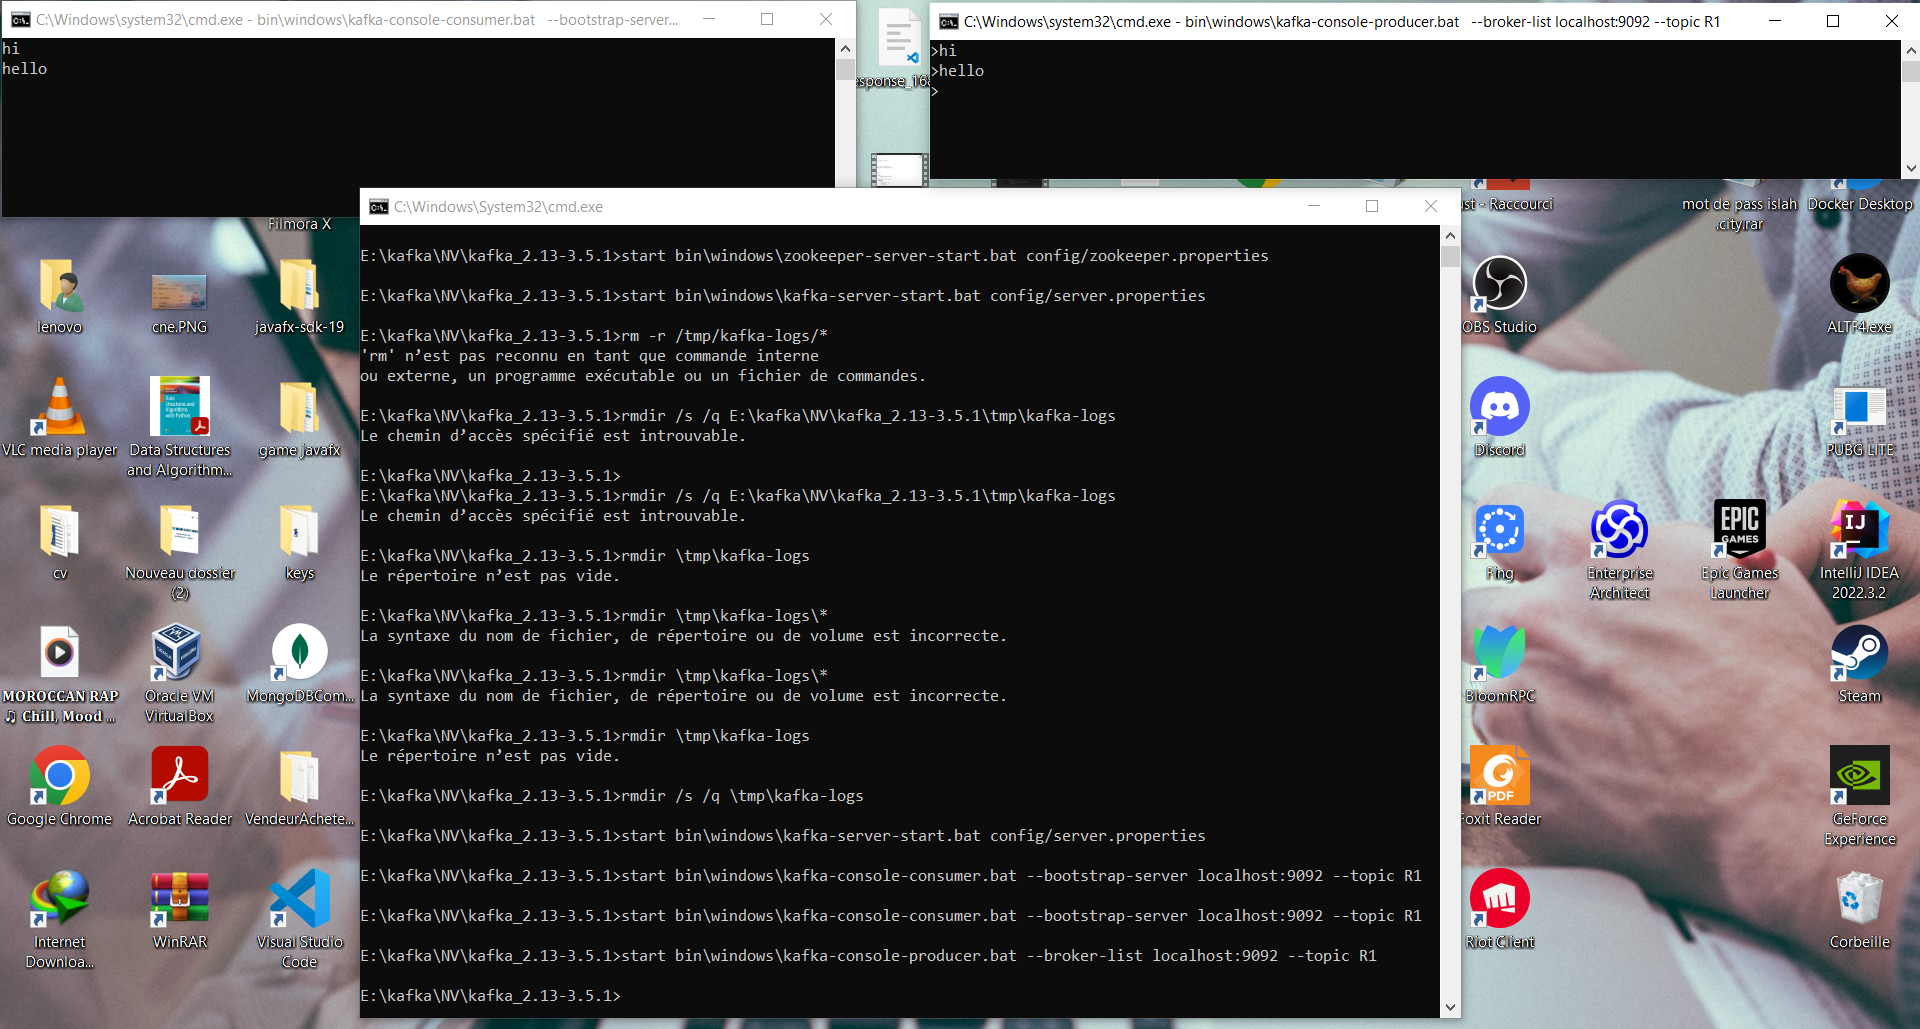 C:\Windows\system32\cmd.exe - bin\windows\kafka-console-consumer.bat --bootstrap-server...
hi
hello
C:\Windows\system32\cmd.exe - bin\windows\kafka-console-producer.bat --broker-list localhost:9092 --topic R1
>hi
>hello
>
C:\Windows\System32\cmd.exe
E:\kafka\NV\kafka_2.13-3.5.1>start bin\windows\zookeeper-server-start.bat config/zookeeper.properties
E:\kafka\NV\kafka_2.13-3.5.1>start bin\windows\kafka-server-start.bat config/server.properties
E:\kafka\NV\kafka_2.13-3.5.1>rm -r /tmp/kafka-logs/*
'rm' n’est pas reconnu en tant que commande interne
ou externe, un programme exécutable ou un fichier de commandes.
E:\kafka\NV\kafka_2.13-3.5.1>rmdir /s /q E:\kafka\NV\kafka_2.13-3.5.1\tmp\kafka-logs
Le chemin d’accès spécifié est introuvable.
E:\kafka\NV\kafka_2.13-3.5.1>
E:\kafka\NV\kafka_2.13-3.5.1>rmdir /s /q E:\kafka\NV\kafka_2.13-3.5.1\tmp\kafka-logs
Le chemin d’accès spécifié est introuvable.
E:\kafka\NV\kafka_2.13-3.5.1>rmdir \tmp\kafka-logs
Le répertoire n’est pas vide.
E:\kafka\NV\kafka_2.13-3.5.1>rmdir \tmp\kafka-logs\*
La syntaxe du nom de fichier, de répertoire ou de volume est incorrecte.
E:\kafka\NV\kafka_2.13-3.5.1>rmdir \tmp\kafka-logs\*
La syntaxe du nom de fichier, de répertoire ou de volume est incorrecte.
E:\kafka\NV\kafka_2.13-3.5.1>rmdir \tmp\kafka-logs
Le répertoire n’est pas vide.
E:\kafka\NV\kafka_2.13-3.5.1>rmdir /s /q \tmp\kafka-logs
E:\kafka\NV\kafka_2.13-3.5.1>start bin\windows\kafka-server-start.bat config/server.properties
E:\kafka\NV\kafka_2.13-3.5.1>start bin\windows\kafka-console-consumer.bat --bootstrap-server localhost:9092 --topic R1
E:\kafka\NV\kafka_2.13-3.5.1>start bin\windows\kafka-console-consumer.bat --bootstrap-server localhost:9092 --topic R1
E:\kafka\NV\kafka_2.13-3.5.1>start bin\windows\kafka-console-producer.bat --broker-list localhost:9092 --topic R1
E:\kafka\NV\kafka_2.13-3.5.1>
Filmora X
lenovo
cne.PNG
javafx-sdk-19
VLC media player
Data Structures
and Algorithm...
game javafx
cv
Nouveau dossier
(2)
keys
MOROCCAN RAP
♫ Chill, Mood ...
Oracle VM
VirtualBox
MongoDBCom...
Google Chrome
Acrobat Reader
VendeurAchete...
Internet
Downloa...
WinRAR
Visual Studio
Code
- Raccourci
mot de pass islah
.city.rar
Docker Desktop
OBS Studio
ALTF4.exe
Discord
PUBG LITE
Fing
Enterprise
Architect
EPIC
GAMES
Epic Games
Launcher
IJ
IntelliJ IDEA
2022.3.2
BloomRPC
Steam
PDF
Foxit Reader
GeForce
Experience
Riot Client
Corbeille